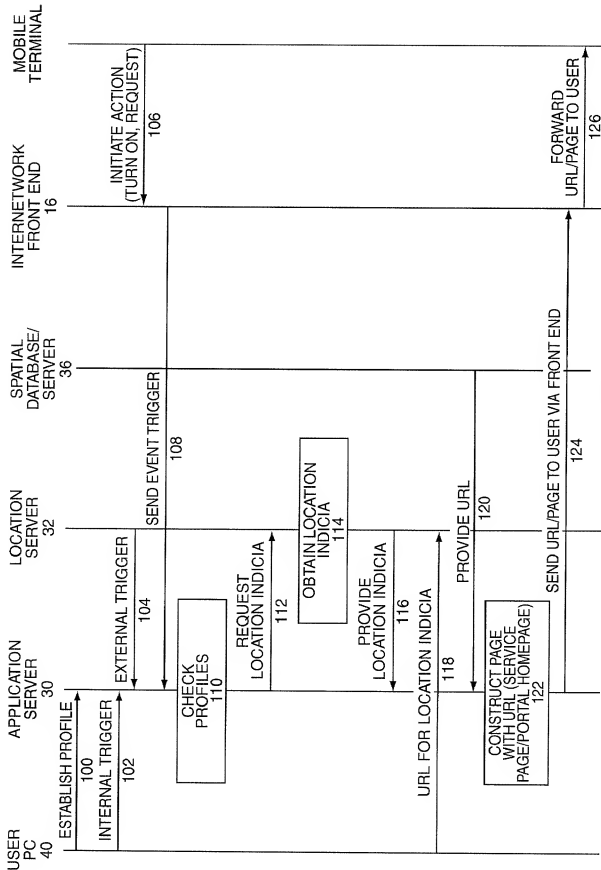 USER
PC
40
APPLICATION
SERVER
30
LOCATION
SERVER
32
SPATIAL
DATABASE/
SERVER
36
INTERNETWORK
FRONT END
16
MOBILE
TERMINAL
ESTABLISH PROFILE
100
INTERNAL TRIGGER
102
EXTERNAL TRIGGER
104
INITIATE ACTION
(TURN ON, REQUEST)
106
SEND EVENT TRIGGER
108
CHECK
PROFILES
110
REQUEST
LOCATION INDICIA
112
OBTAIN LOCATION
INDICIA
114
PROVIDE
LOCATION INDICIA
116
URL FOR LOCATION INDICIA
118
PROVIDE URL
120
CONSTRUCT PAGE
WITH URL (SERVICE
PAGE/PORTAL HOMEPAGE)
122
SEND URL/PAGE TO USER VIA FRONT END
124
FORWARD
URL/PAGE TO USER
126